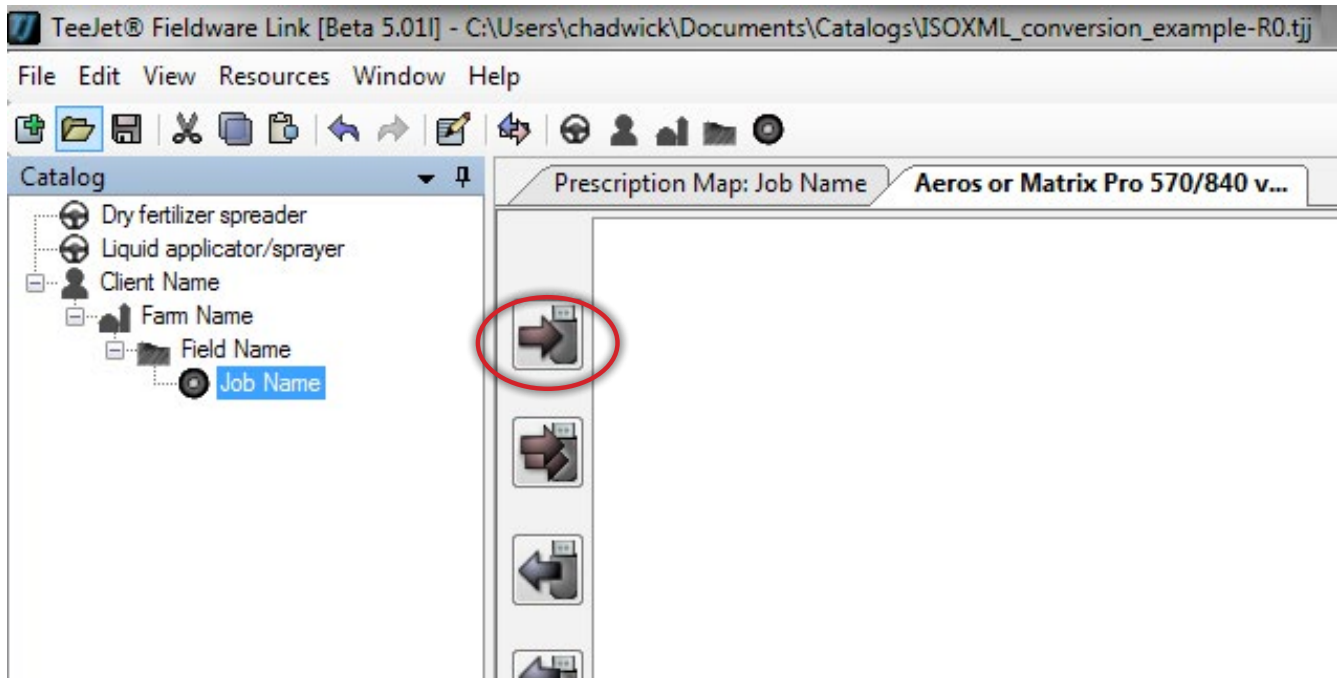 TeeJet® Fieldware Link [Beta 5.01l] - C:\Users\chadwick\Documents\Catalogs\ISOXML_conversion_example-R0.tjj
File Edit View Resources Window Help
Catalog
Prescription Map: Job Name
Aeros or Matrix Pro 570/840 v...
Dry fertilizer spreader
Liquid applicator/sprayer
Client Name
Farm Name
Field Name
Job Name